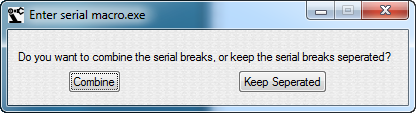 Enter serial macro.exe
Do you want to combine the serial breaks, or keep the serial breaks seperated?
Combine
Keep Seperated